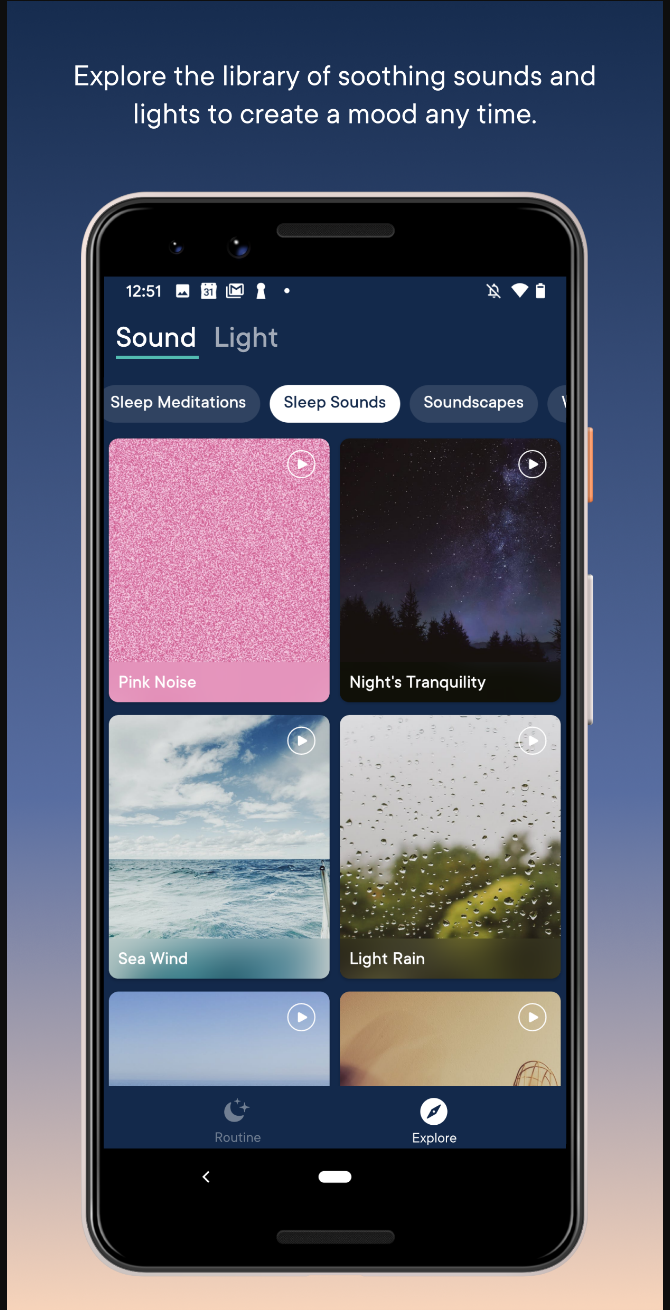 Explore the library of soothing sounds and
lights to create a mood any time.
12:51
31
Sound Light
Sleep Meditations Sleep Sounds Soundscapes
Pink Noise Night's Tranquility
Sea Wind Light Rain
Routine Explore